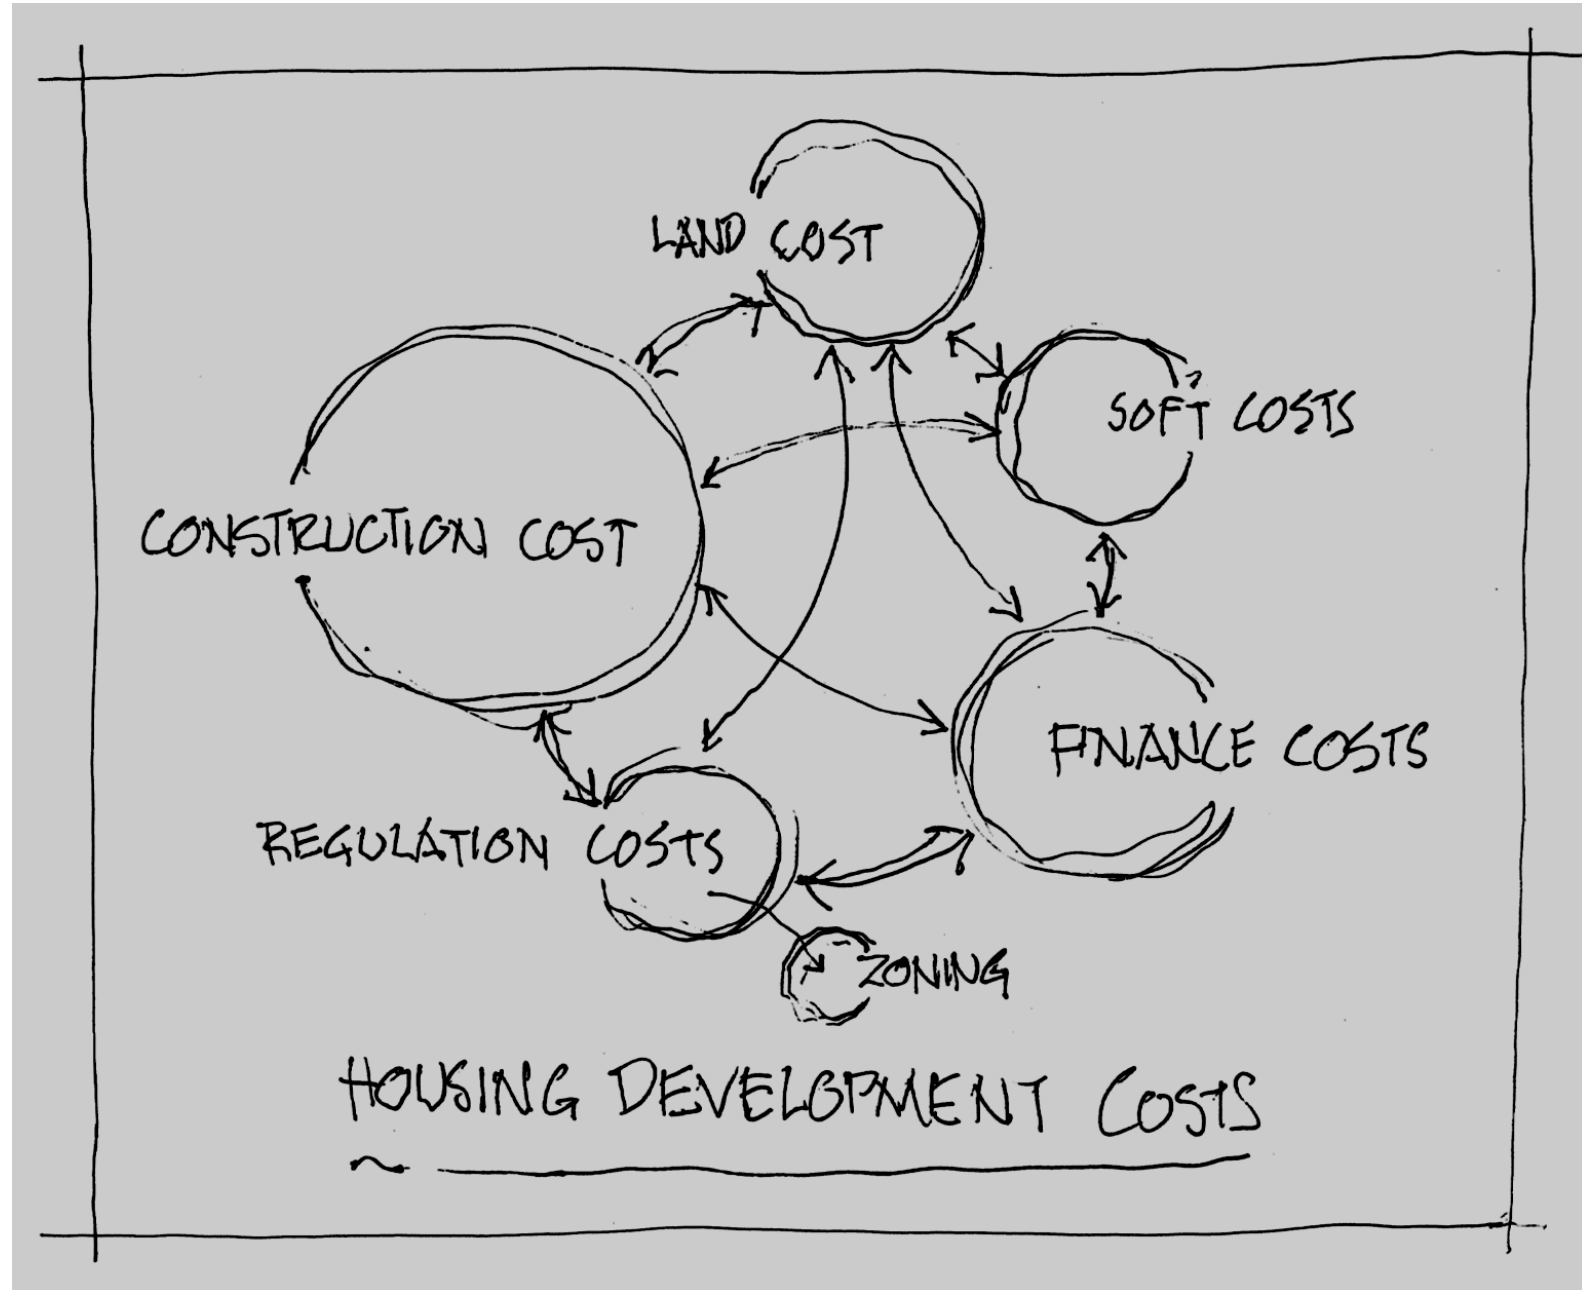 LAND COST
SOFT COSTS
CONSTRUCTION COST
FINANCE COSTS
REGULATION COSTS
ZONING
HOUSING DEVELOPMENT COSTS